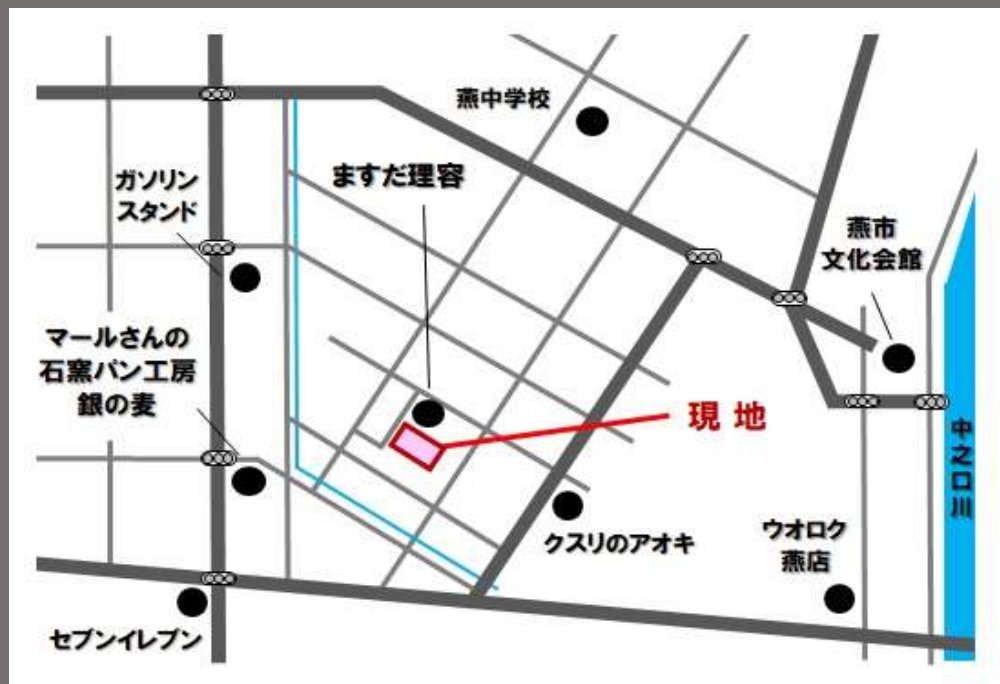 燕中学校
ますだ理容
ガソリン
スタンド
燕市
文化会館
マールさんの
石窯パン工房
銀の麦
現地
中之口川
クスリのアオキ
ウオロク
燕店
セブンイレブン